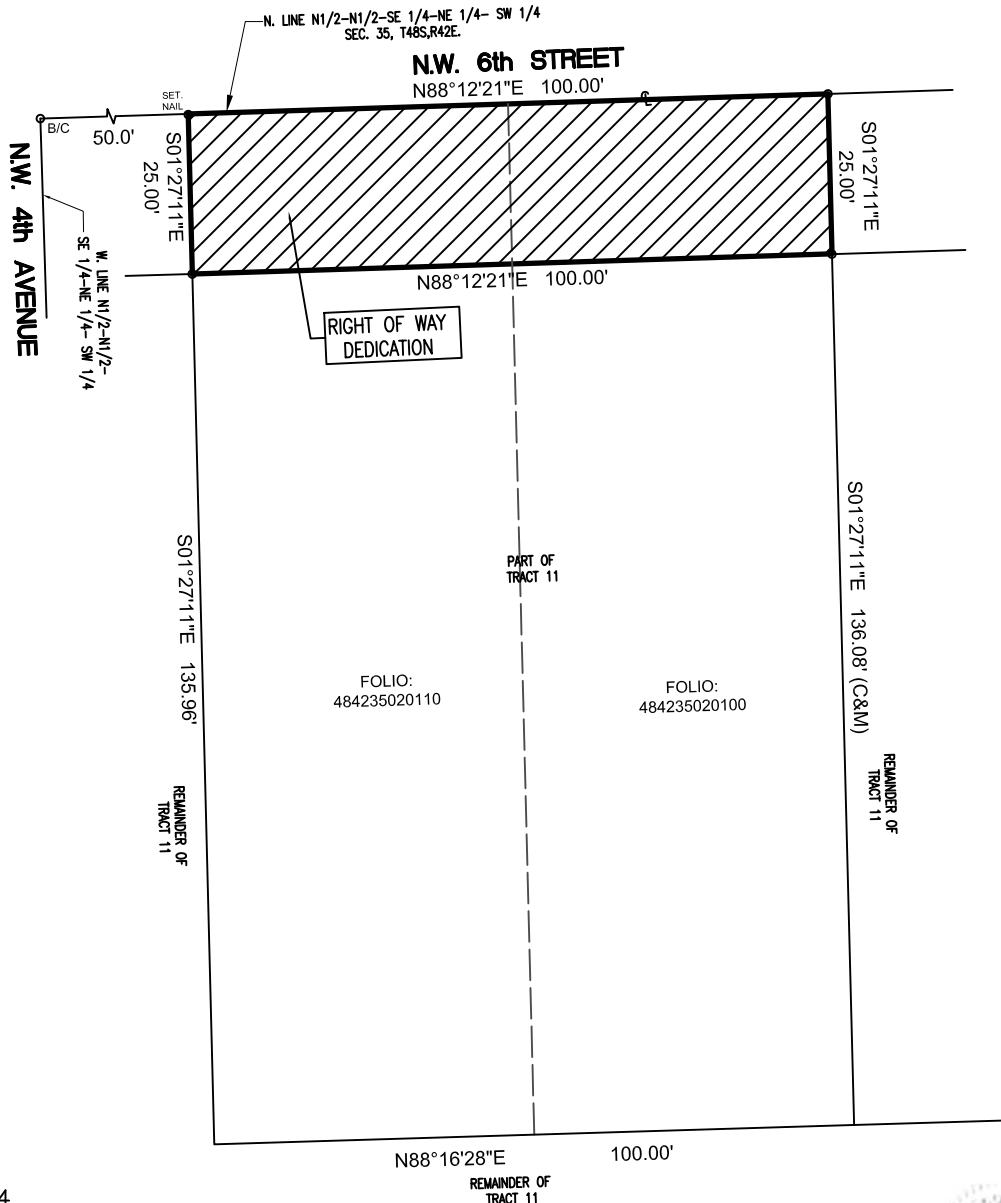 N. LINE N1/2-N1/2-SE 1/4-NE 1/4- SW 1/4
SEC. 35, T48S,R42E.
N.W. 6th STREET
N88°12'21"E 100.00'
℄
SET.
NAIL
B/C
50.0'
S01°27'11"E
25.00'
S01°27'11"E
25.00'
N.W. 4th AVENUE
W. LINE N1/2-N1/2-
SE 1/4-NE 1/4- SW 1/4
N88°12'21"E 100.00'
RIGHT OF WAY
DEDICATION
S01°27'11"E 135.96'
PART OF
TRACT 11
S01°27'11"E 136.08' (C&M)
FOLIO:
484235020110
FOLIO:
484235020100
REMAINDER OF
TRACT 11
REMAINDER OF
TRACT 11
N88°16'28"E 100.00'
REMAINDER OF
TRACT 11
4